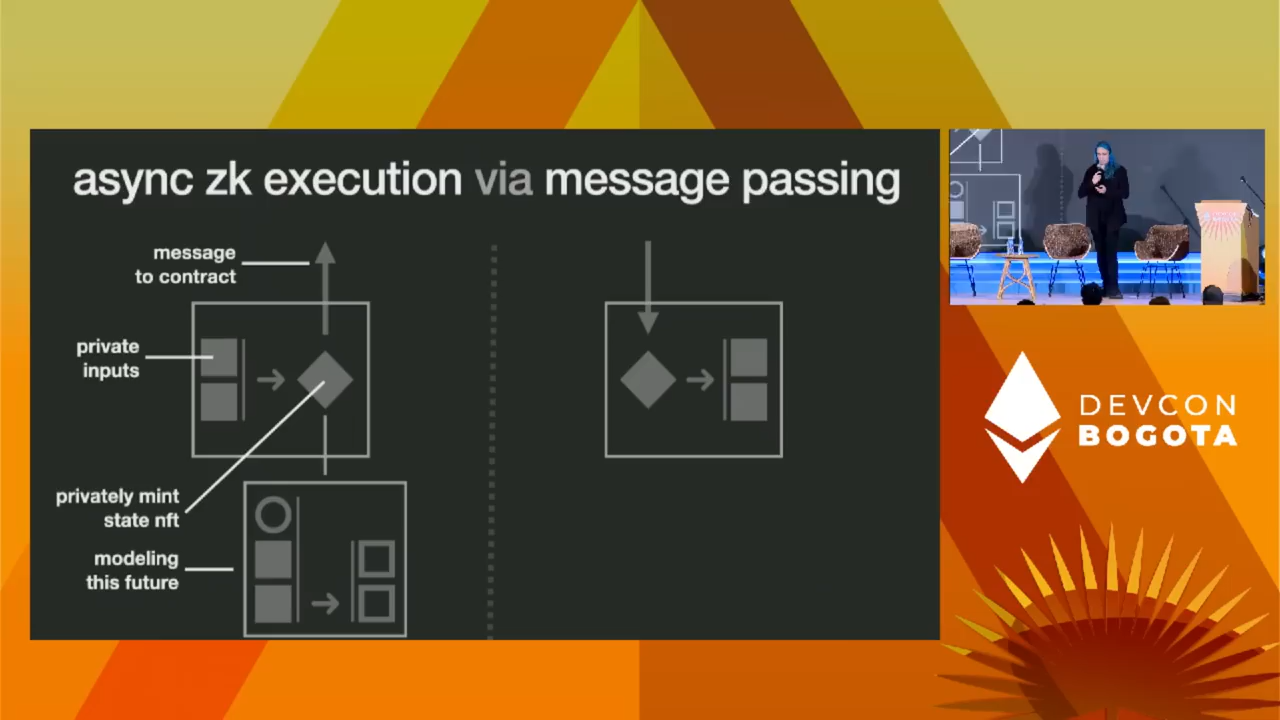 async zk execution via message passing
message
to contract
private
inputs
privately mint
state nft
modeling
this future
DEVCON
BOGOTA